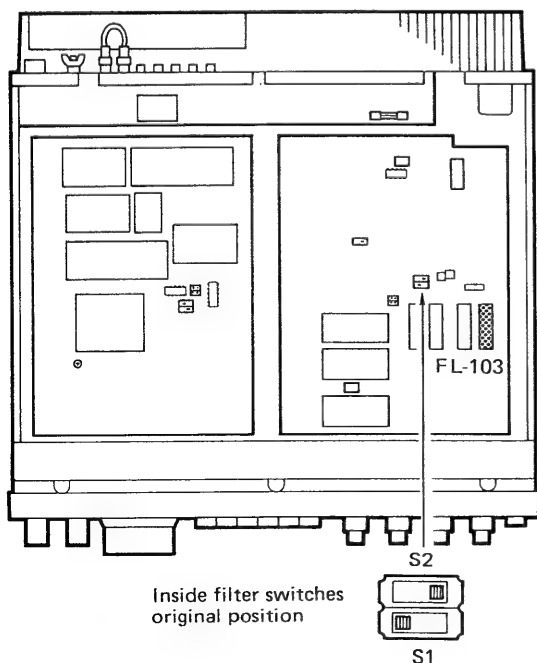 FL-103
S2
Inside filter switches
original position
S1